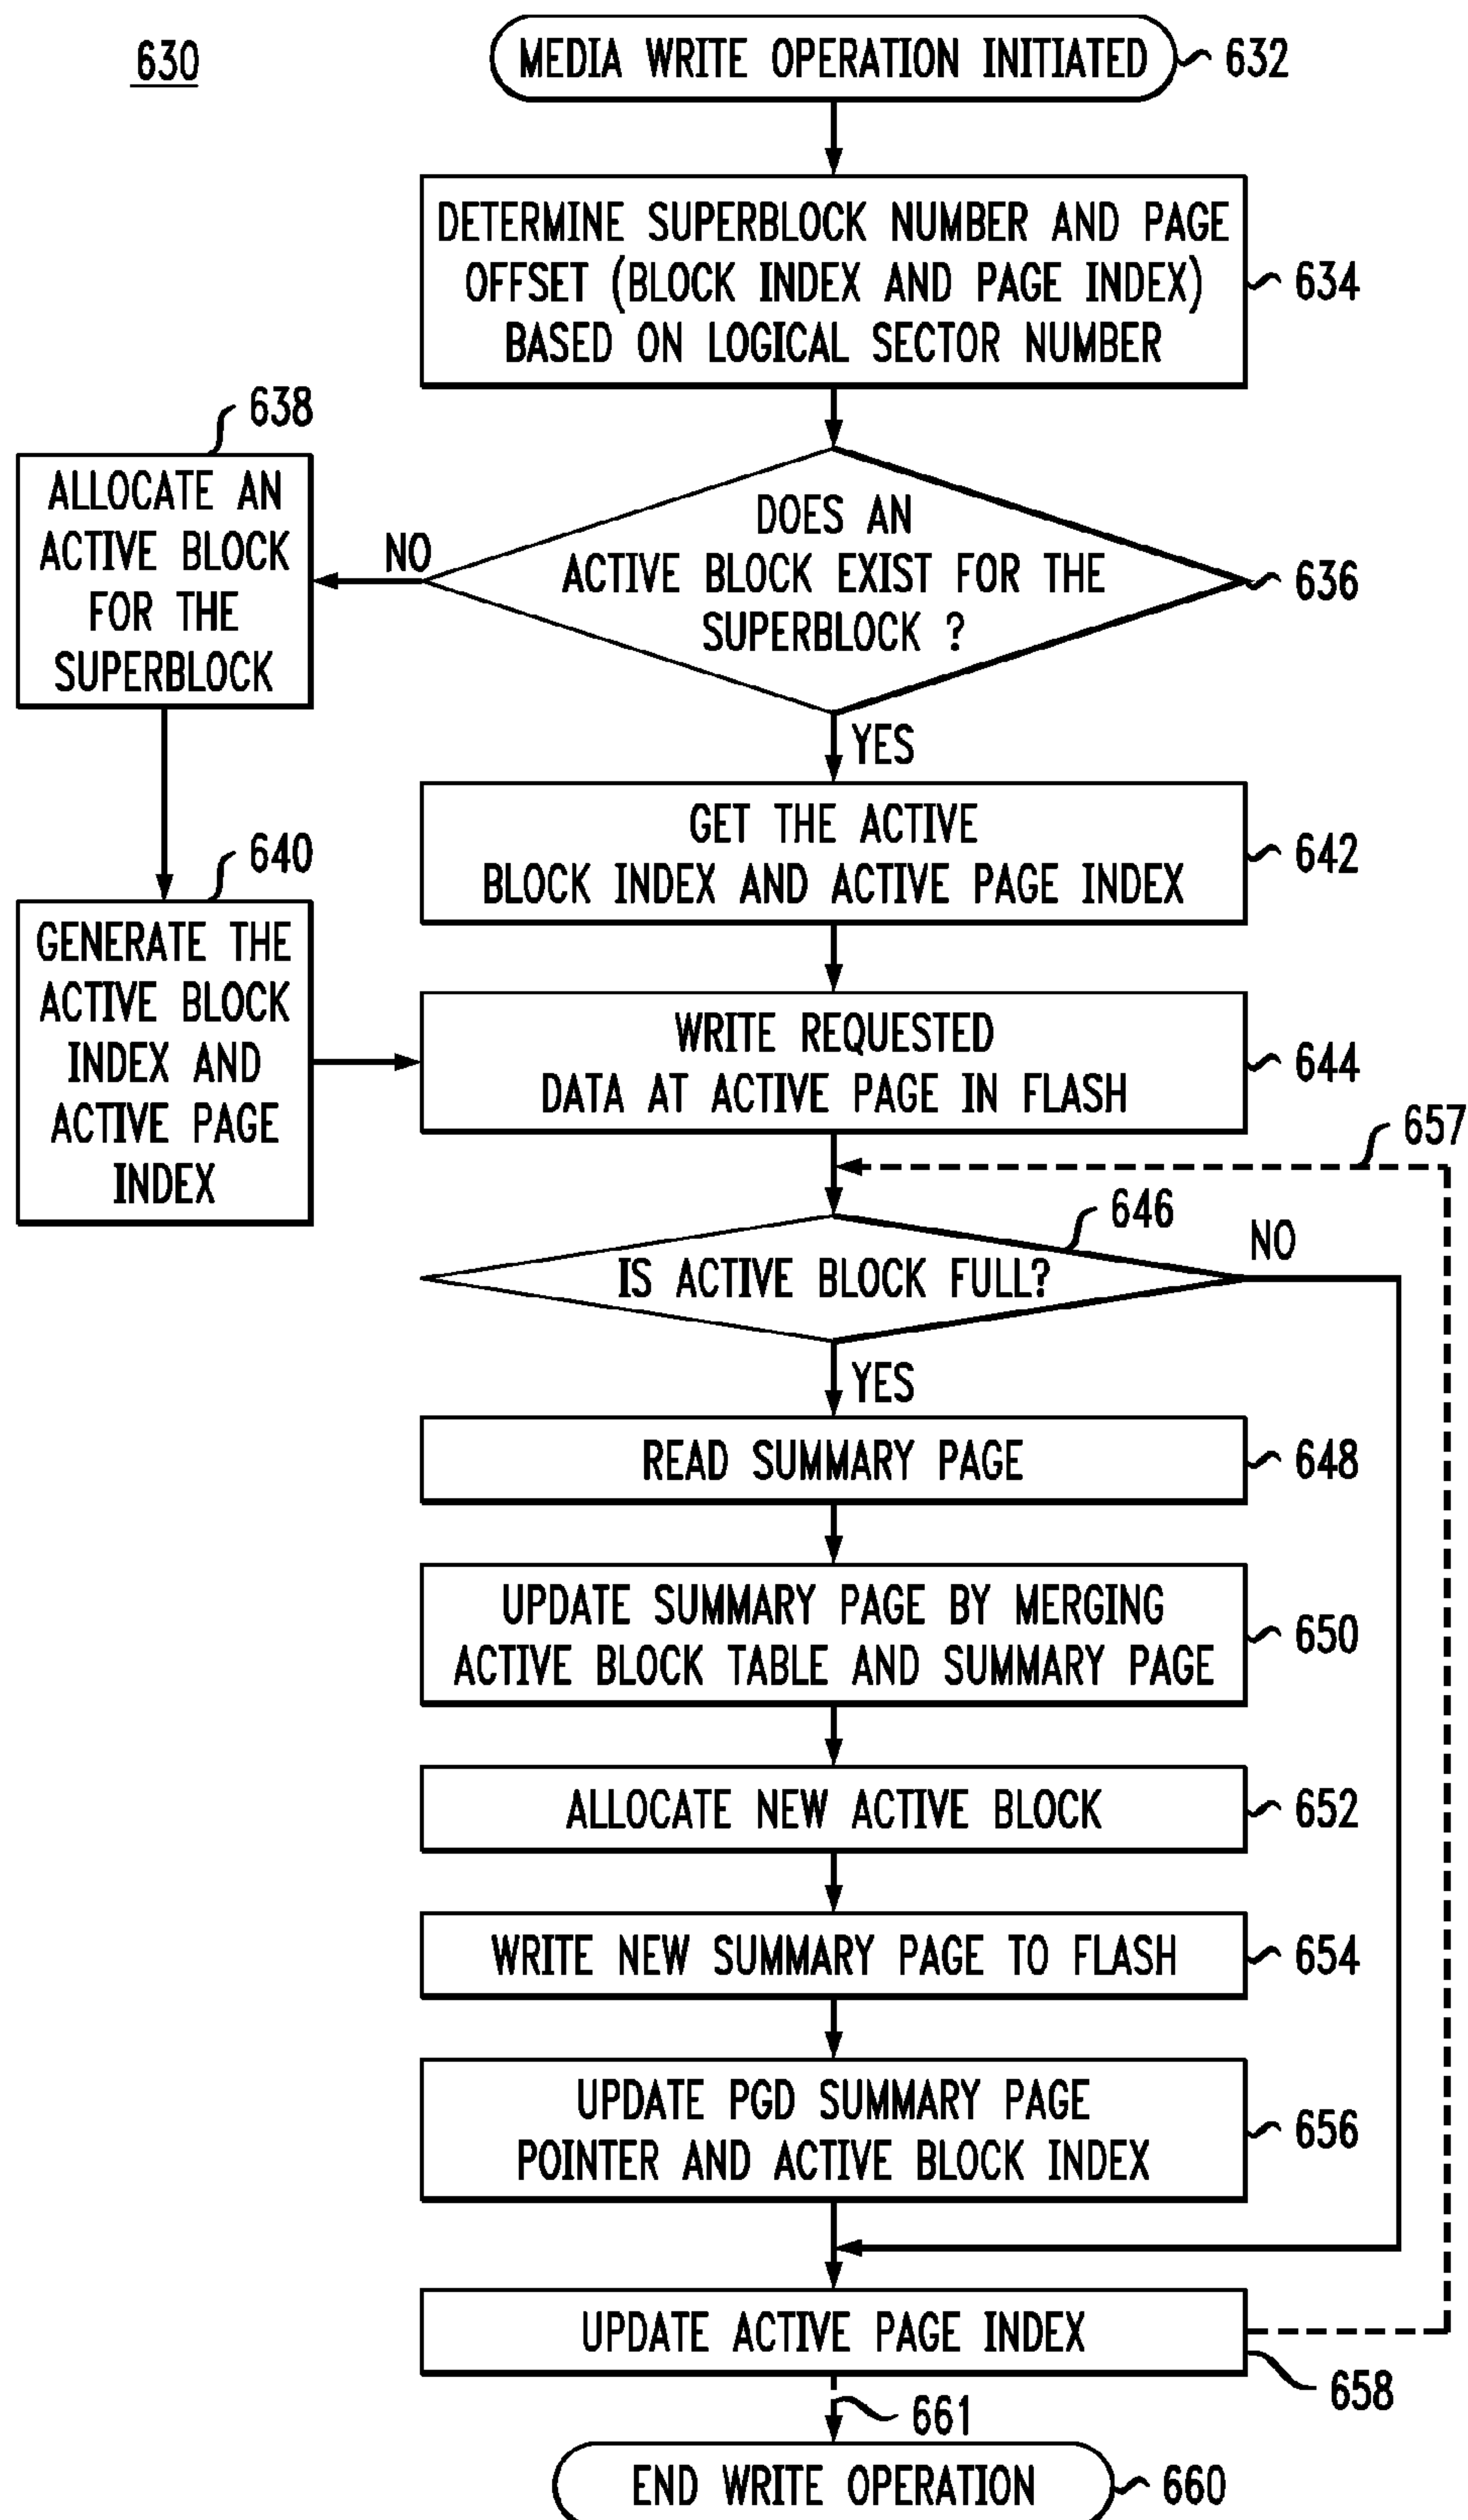 630
MEDIA WRITE OPERATION INITIATED
632
DETERMINE SUPERBLOCK NUMBER AND PAGE
OFFSET (BLOCK INDEX AND PAGE INDEX)
BASED ON LOGICAL SECTOR NUMBER
634
638
ALLOCATE AN
ACTIVE BLOCK
FOR THE
SUPERBLOCK
NO
DOES AN
ACTIVE BLOCK EXIST FOR THE
SUPERBLOCK ?
636
YES
GET THE ACTIVE
BLOCK INDEX AND ACTIVE PAGE INDEX
642
640
GENERATE THE
ACTIVE BLOCK
INDEX AND
ACTIVE PAGE
INDEX
WRITE REQUESTED
DATA AT ACTIVE PAGE IN FLASH
644
657
646
IS ACTIVE BLOCK FULL?
NO
YES
READ SUMMARY PAGE
648
UPDATE SUMMARY PAGE BY MERGING
ACTIVE BLOCK TABLE AND SUMMARY PAGE
650
ALLOCATE NEW ACTIVE BLOCK
652
WRITE NEW SUMMARY PAGE TO FLASH
654
UPDATE PGD SUMMARY PAGE
POINTER AND ACTIVE BLOCK INDEX
656
UPDATE ACTIVE PAGE INDEX
658
661
END WRITE OPERATION
660